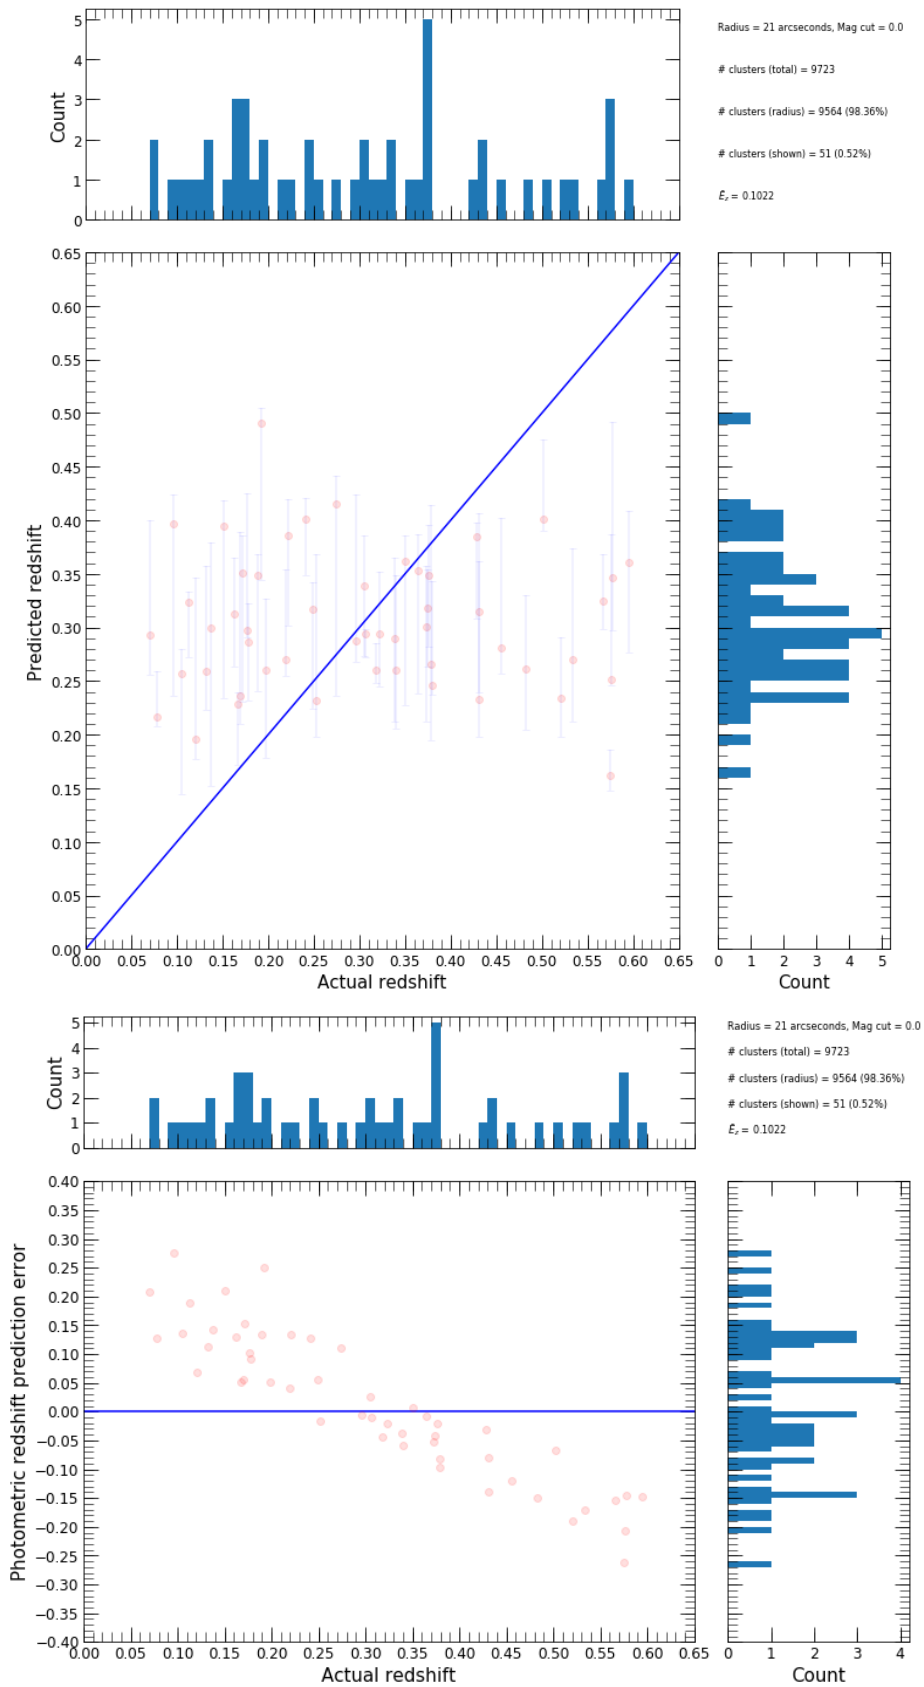 5
4
3
2
1
0
Count
Radius = 21 arcseconds, Mag cut = 0.0
# clusters (total) = 9723
# clusters (radius) = 9564 (98.36%)
# clusters (shown) = 51 (0.52%)
Ēz = 0.1022
0.65
0.60
0.55
0.50
0.45
0.40
0.35
0.30
0.25
0.20
0.15
0.10
0.05
0.00
Predicted redshift
0.00 0.05 0.10 0.15 0.20 0.25 0.30 0.35 0.40 0.45 0.50 0.55 0.60 0.65
Actual redshift
0 1 2 3 4 5
Count
5
4
3
2
1
0
Count
Radius = 21 arcseconds, Mag cut = 0.0
# clusters (total) = 9723
# clusters (radius) = 9564 (98.36%)
# clusters (shown) = 51 (0.52%)
Ēz = 0.1022
0.40
0.35
0.30
0.25
0.20
0.15
0.10
0.05
0.00
−0.05
−0.10
−0.15
−0.20
−0.25
−0.30
−0.35
−0.40
Photometric redshift prediction error
0.00 0.05 0.10 0.15 0.20 0.25 0.30 0.35 0.40 0.45 0.50 0.55 0.60 0.65
Actual redshift
0 1 2 3 4
Count